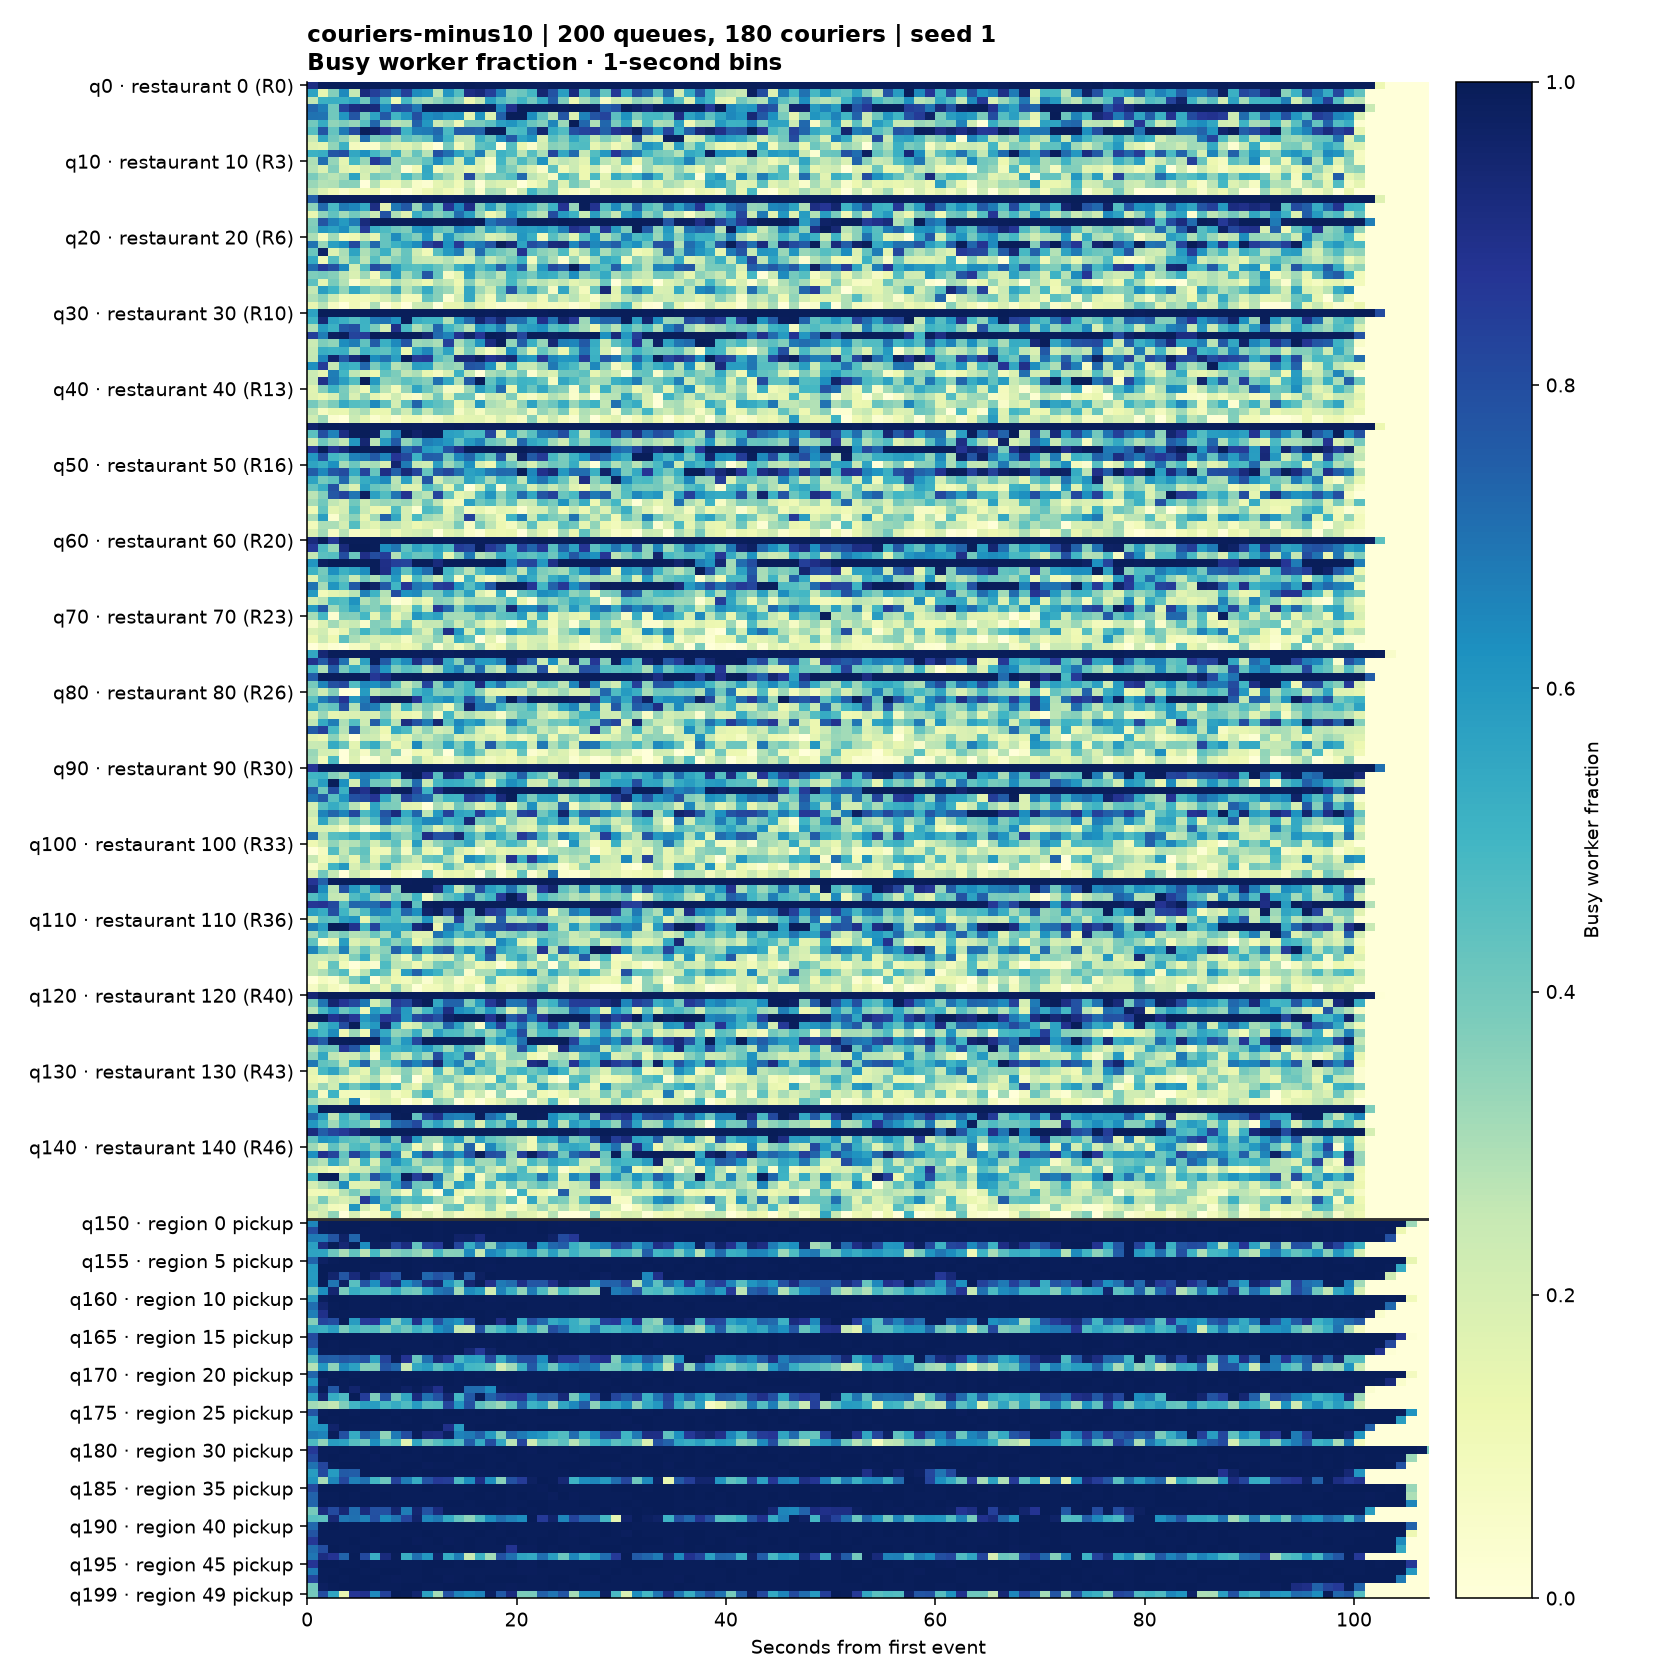 couriers-minus10 | 200 queues, 180 couriers | seed 1
Busy worker fraction · 1-second bins
q0 · restaurant 0 (R0)
q10 · restaurant 10 (R3)
q20 · restaurant 20 (R6)
q30 · restaurant 30 (R10)
q40 · restaurant 40 (R13)
q50 · restaurant 50 (R16)
q60 · restaurant 60 (R20)
q70 · restaurant 70 (R23)
q80 · restaurant 80 (R26)
q90 · restaurant 90 (R30)
q100 · restaurant 100 (R33)
q110 · restaurant 110 (R36)
q120 · restaurant 120 (R40)
q130 · restaurant 130 (R43)
q140 · restaurant 140 (R46)
q150 · region 0 pickup
q155 · region 5 pickup
q160 · region 10 pickup
q165 · region 15 pickup
q170 · region 20 pickup
q175 · region 25 pickup
q180 · region 30 pickup
q185 · region 35 pickup
q190 · region 40 pickup
q195 · region 45 pickup
q199 · region 49 pickup
0 20 40 60 80 100
Seconds from first event
1.0
0.8
0.6
0.4
0.2
0.0
Busy worker fraction